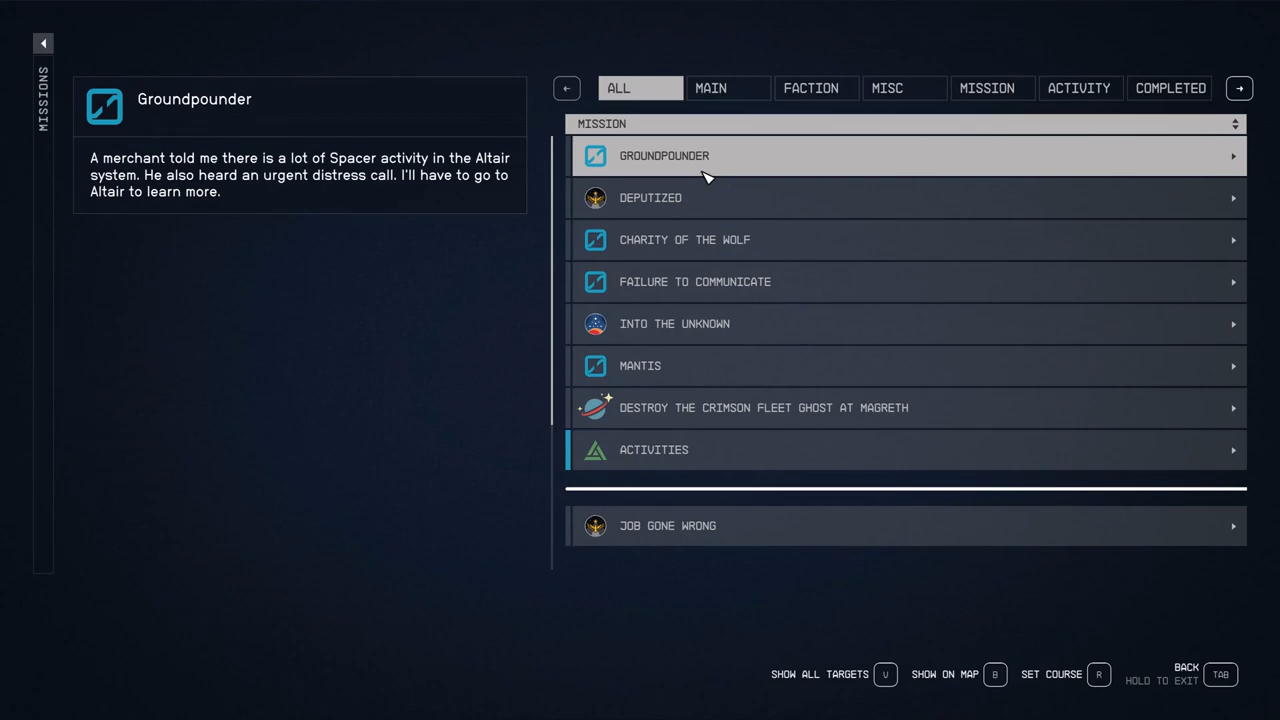 MISSIONS
Groundpounder
A merchant told me there is a lot of Spacer activity in the Altair
system. He also heard an urgent distress call. I'll have to go to
Altair to learn more.
ALL MAIN FACTION MISC MISSION ACTIVITY COMPLETED
MISSION
GROUNDPOUNDER
DEPUTIZED
CHARITY OF THE WOLF
FAILURE TO COMMUNICATE
INTO THE UNKNOWN
MANTIS
DESTROY THE CRIMSON FLEET GHOST AT MAGRETH
ACTIVITIES
JOB GONE WRONG
SHOW ALL TARGETS V SHOW ON MAP B SET COURSE R BACK TAB
HOLD TO EXIT